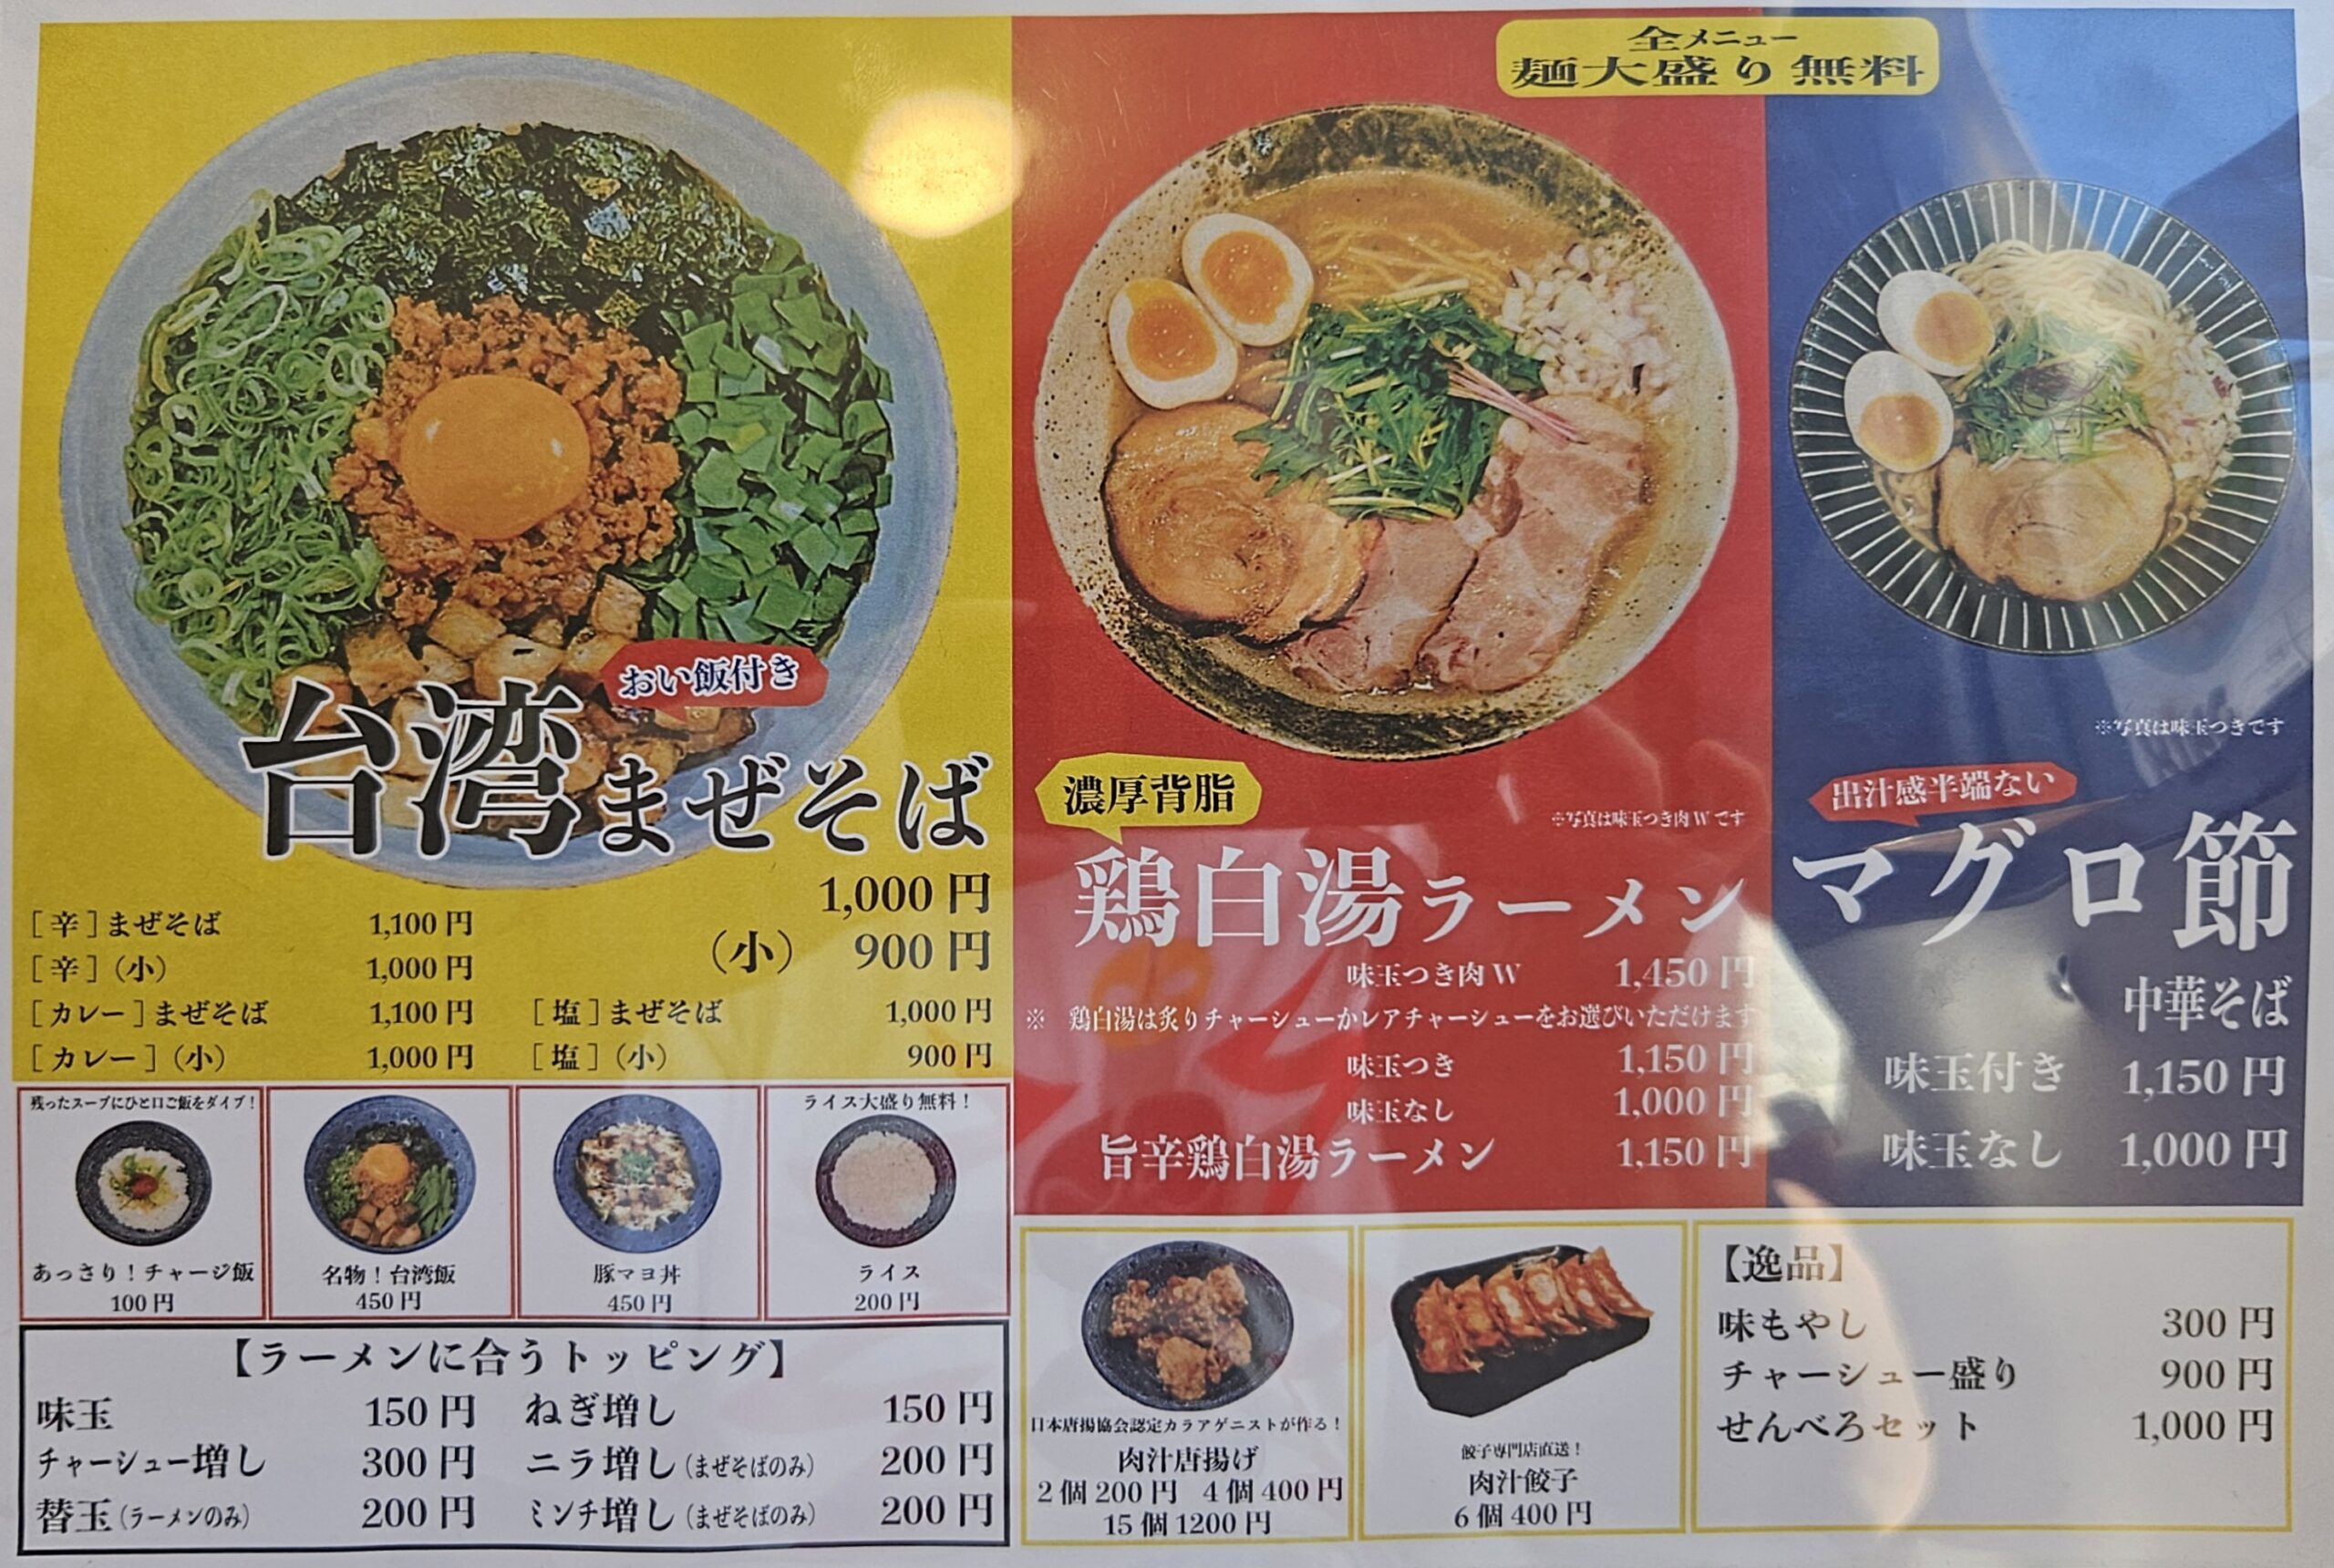 全メニュー
麺大盛り無料
おい飯付き
台湾まぜそば
1,000円
（小） 900円
［辛］まぜそば 1,100円
［辛］（小） 1,000円
［カレー］まぜそば 1,100円
［カレー］（小） 1,000円
［塩］まぜそば 1,000円
［塩］（小） 900円
濃厚背脂
※写真は味玉つき肉Wです
鶏白湯ラーメン
味玉つき肉W 1,450円
※ 鶏白湯は炙りチャーシューかレアチャーシューをお選びいただけます
味玉つき 1,150円
味玉なし 1,000円
旨辛鶏白湯ラーメン 1,150円
※写真は味玉つきです
出汁感半端ない
マグロ節
中華そば
味玉付き 1,150円
味玉なし 1,000円
残ったスープにひと口ご飯をダイブ！
あっさり！チャージ飯
100円
名物！台湾飯
450円
豚マヨ丼
450円
ライス大盛り無料！
ライス
200円
【ラーメンに合うトッピング】
味玉 150円
チャーシュー増し 300円
替玉（ラーメンのみ） 200円
ねぎ増し 150円
ニラ増し（まぜそばのみ） 200円
ミンチ増し（まぜそばのみ） 200円
日本唐揚協会認定カラアゲニストが作る！
肉汁唐揚げ
2個200円 4個400円
15個1200円
餃子専門店直送！
肉汁餃子
6個400円
【逸品】
味もやし 300円
チャーシュー盛り 900円
せんべろセット 1,000円